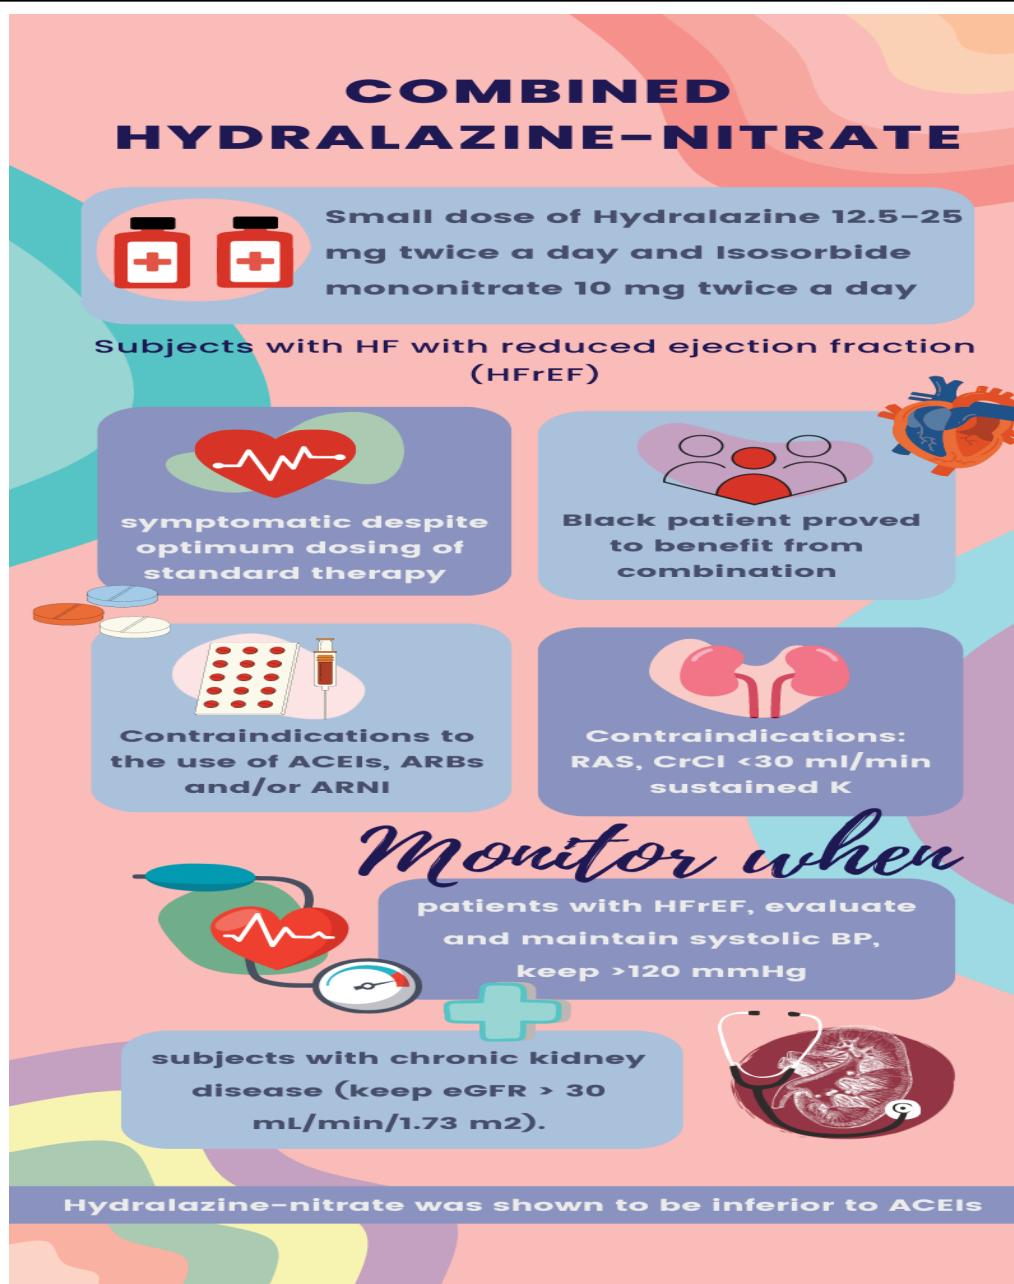 COMBINED
HYDRALAZINE-NITRATE
Small dose of Hydralazine 12.5-25
mg twice a day and Isosorbide
mononitrate 10 mg twice a day
Subjects with HF with reduced ejection fraction
(HFrEF)
symptomatic despite
optimum dosing of
standard therapy
Black patient proved
to benefit from
combination
Contraindications to
the use of ACEIs, ARBs
and/or ARNI
Contraindications:
RAS, CrCl <30 ml/min
sustained K
Monitor when
patients with HFrEF, evaluate
and maintain systolic BP,
keep >120 mmHg
subjects with chronic kidney
disease (keep eGFR > 30
mL/min/1.73 m2).
Hydralazine-nitrate was shown to be inferior to ACEIs